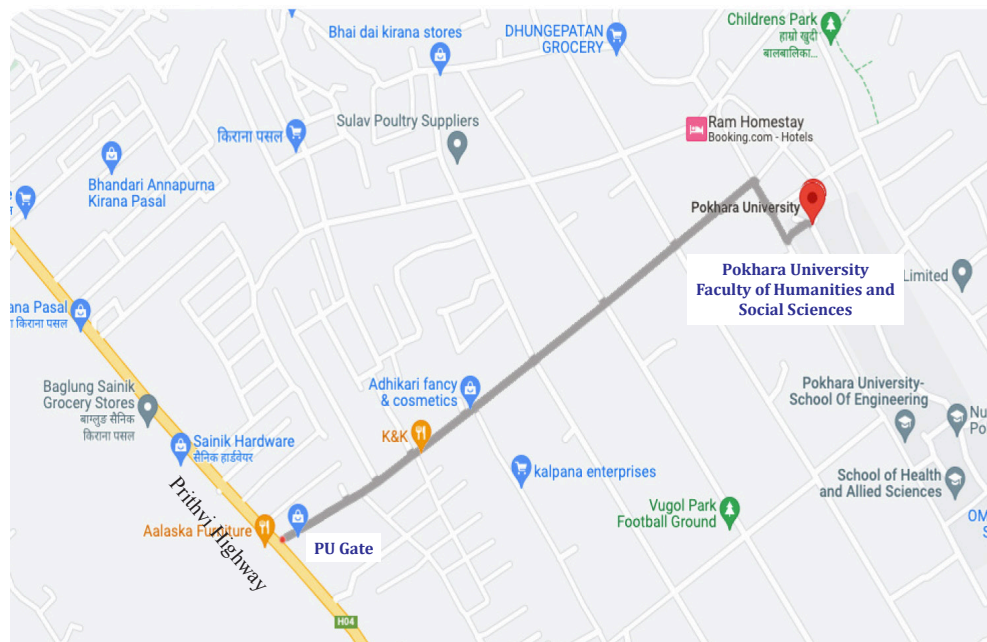 Childrens Park
हाम्रो खुदी
बालबालिका...
Bhai dai kirana stores
DHUNGEPATAN
GROCERY
Sulav Poultry Suppliers
Ram Homestay
Booking.com - Hotels
किराना पसल
Bhandari Annapurna
Kirana Pasal
Pokhara University
Pokhara University
Faculty of Humanities and
Social Sciences
Limited
ana Pasal
किराना पसल
Baglung Sainik
Grocery Stores
बाग्लुङ सैनिक
किराना पसल
Adhikari fancy
& cosmetics
Pokhara University-
School Of Engineering
Nu
Po
K&K
Sainik Hardware
सैनिक हार्डवेयर
kalpana enterprises
School of Health
and Allied Sciences
Vugol Park
Football Ground
Aalaska Furniture
Prithvi Highway
PU Gate
OM
S
H04